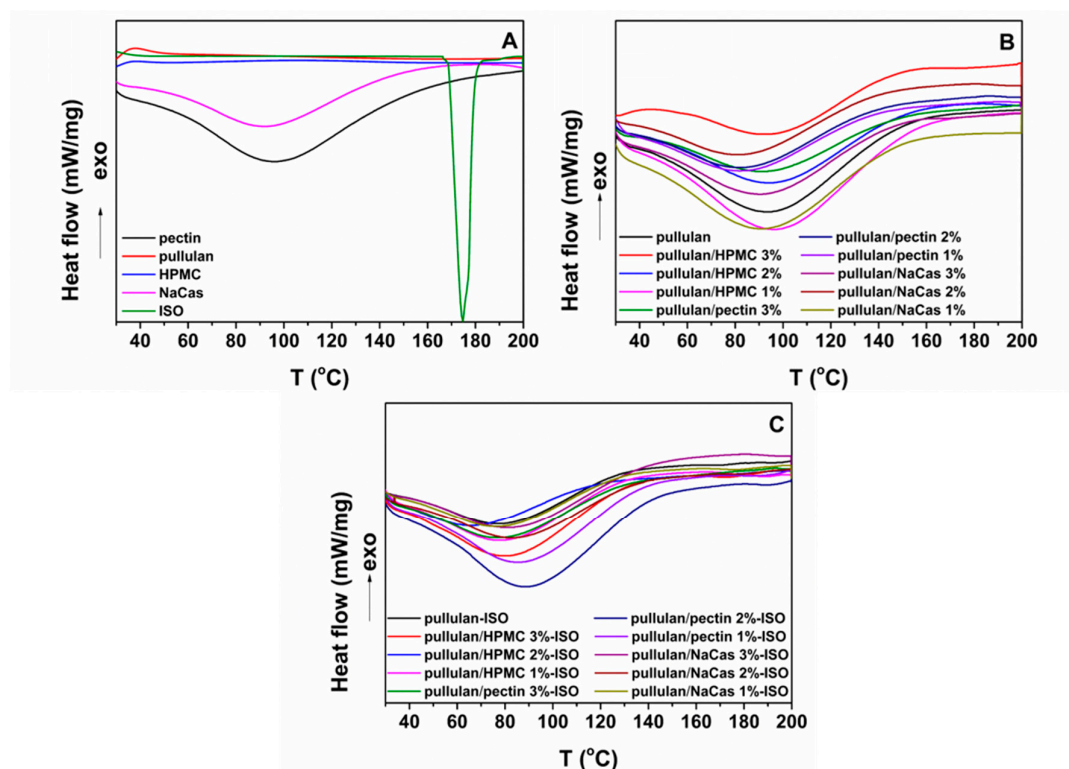 A
Heat flow (mW/mg)
exo
pectin
pullulan
HPMC
NaCas
ISO
40 60 80 100 120 140 160 180 200
T (°C)
B
Heat flow (mW/mg)
exo
pullulan
pullulan/HPMC 3%
pullulan/HPMC 2%
pullulan/HPMC 1%
pullulan/pectin 3%
pullulan/pectin 2%
pullulan/pectin 1%
pullulan/NaCas 3%
pullulan/NaCas 2%
pullulan/NaCas 1%
40 60 80 100 120 140 160 180 200
T (°C)
C
Heat flow (mW/mg)
exo
pullulan-ISO
pullulan/HPMC 3%-ISO
pullulan/HPMC 2%-ISO
pullulan/HPMC 1%-ISO
pullulan/pectin 3%-ISO
pullulan/pectin 2%-ISO
pullulan/pectin 1%-ISO
pullulan/NaCas 3%-ISO
pullulan/NaCas 2%-ISO
pullulan/NaCas 1%-ISO
40 60 80 100 120 140 160 180 200
T (°C)